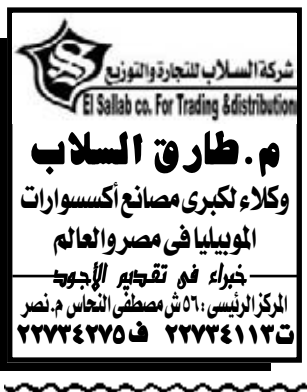 شركة السلاب للتجارة والتوزيع
El Sallab co. For Trading &distribution
م. طارق السلاب
وكلاء لكبرى مصانع أكسسوارات
الموبيليا فى مصر والعالم
خبراء فى تقديم الأجود
المركز الرئيسى: ٥٦ ش مصطفى النحاس م. نصر
ت٢٢٧٣٤١١٣ ف٢٢٧٣٤٢٧٥